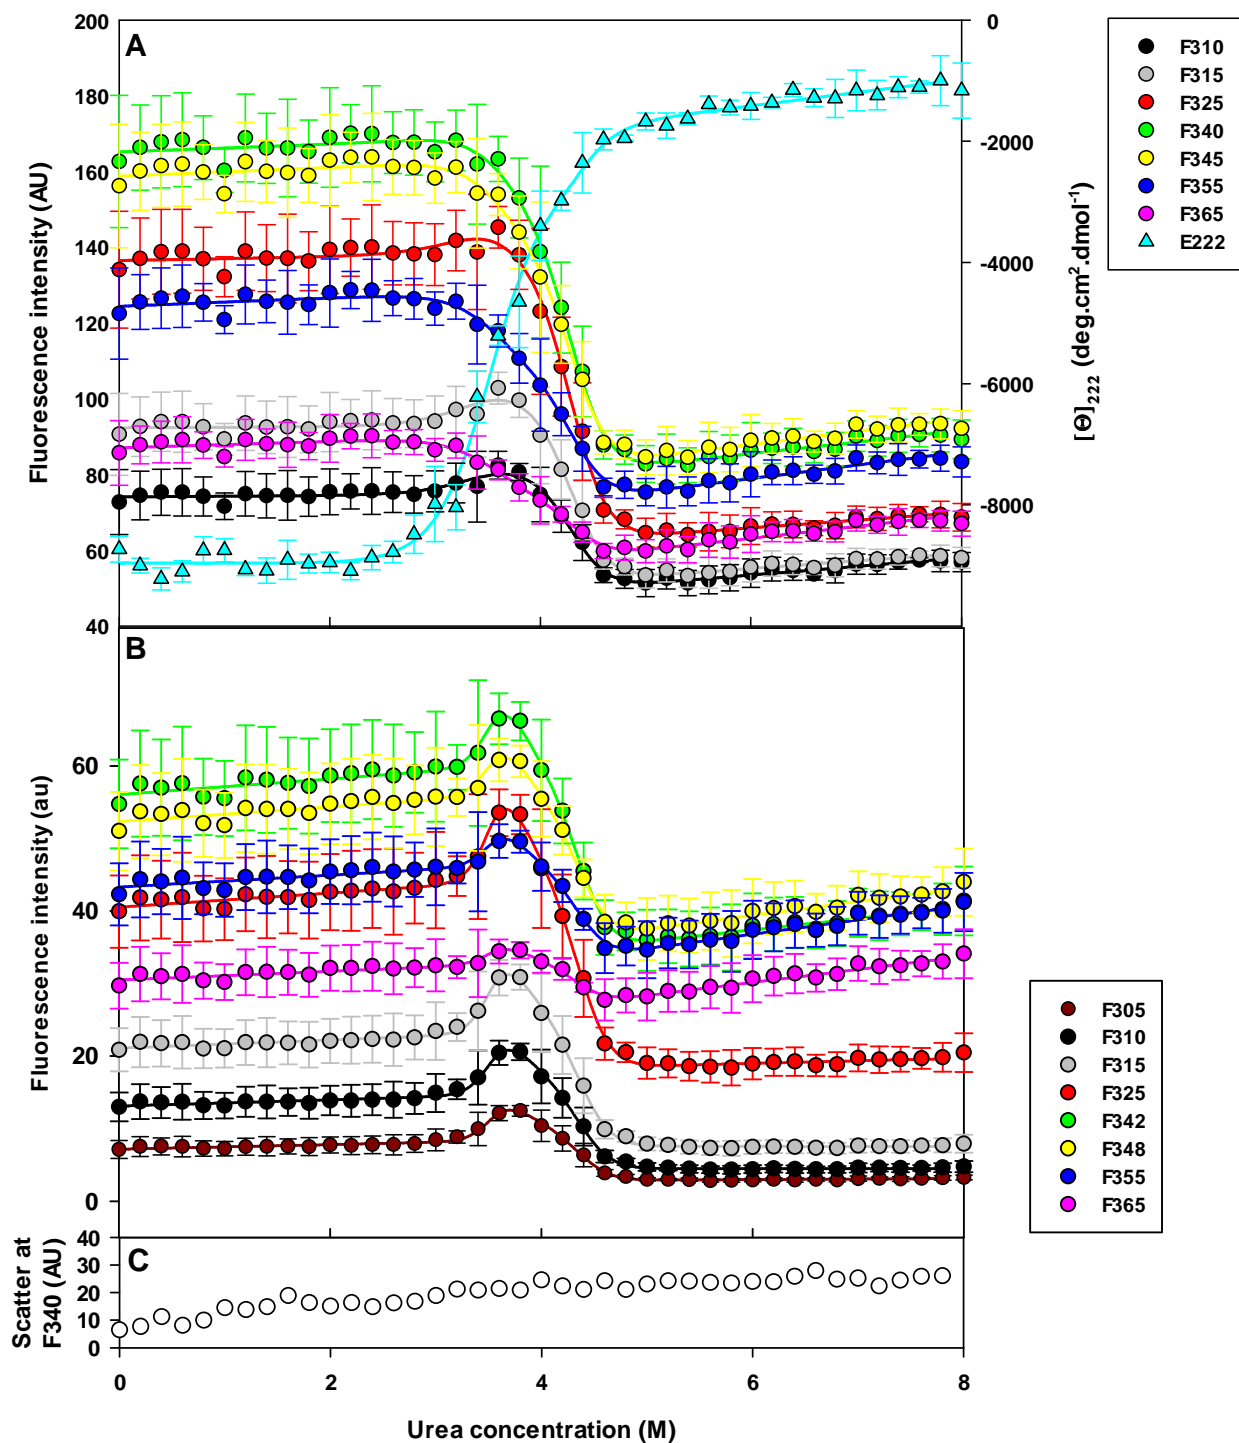 A
200
180
160
140
120
100
80
60
40
Fluorescence intensity (AU)
0
-2000
-4000
-6000
-8000
[Θ]222 (deg.cm2.dmol-1)
F310
F315
F325
F340
F345
F355
F365
E222
B
60
40
20
0
Fluorescence intensity (au)
F305
F310
F315
F325
F342
F348
F355
F365
C
40
30
20
10
0
Scatter at
F340 (AU)
0 2 4 6 8
Urea concentration (M)